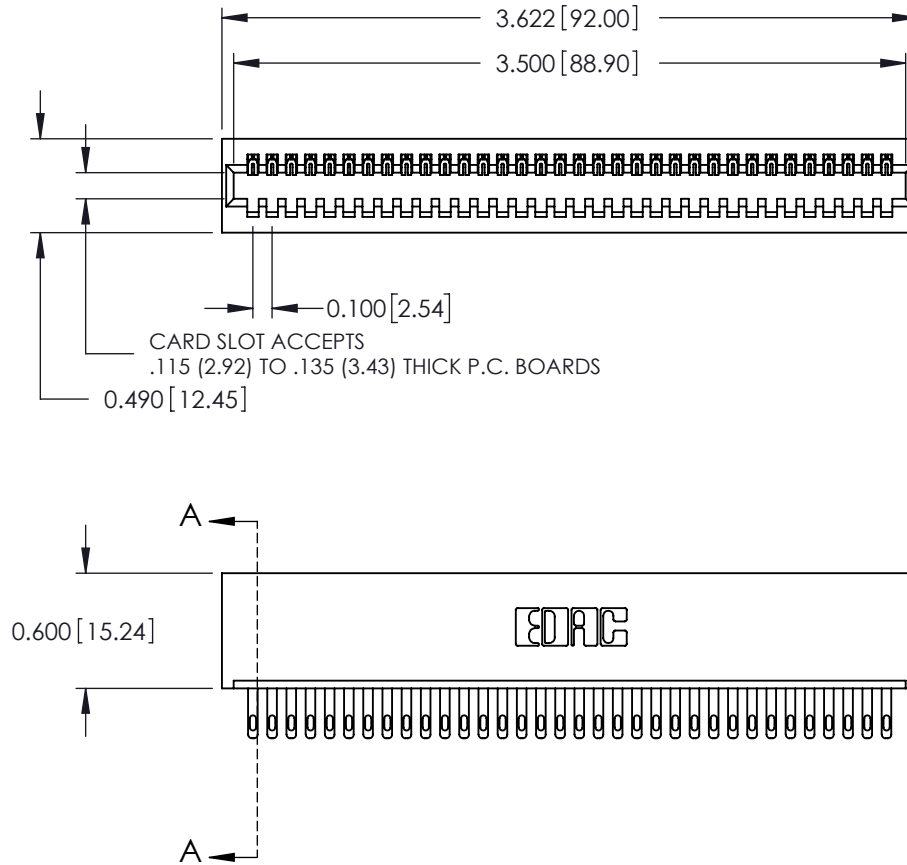 3.622 [92.00]
3.500 [88.90]
0.100 [2.54]
CARD SLOT ACCEPTS
.115 (2.92) TO .135 (3.43) THICK P.C. BOARDS
0.490 [12.45]
A
0.600 [15.24]
EDAC
A